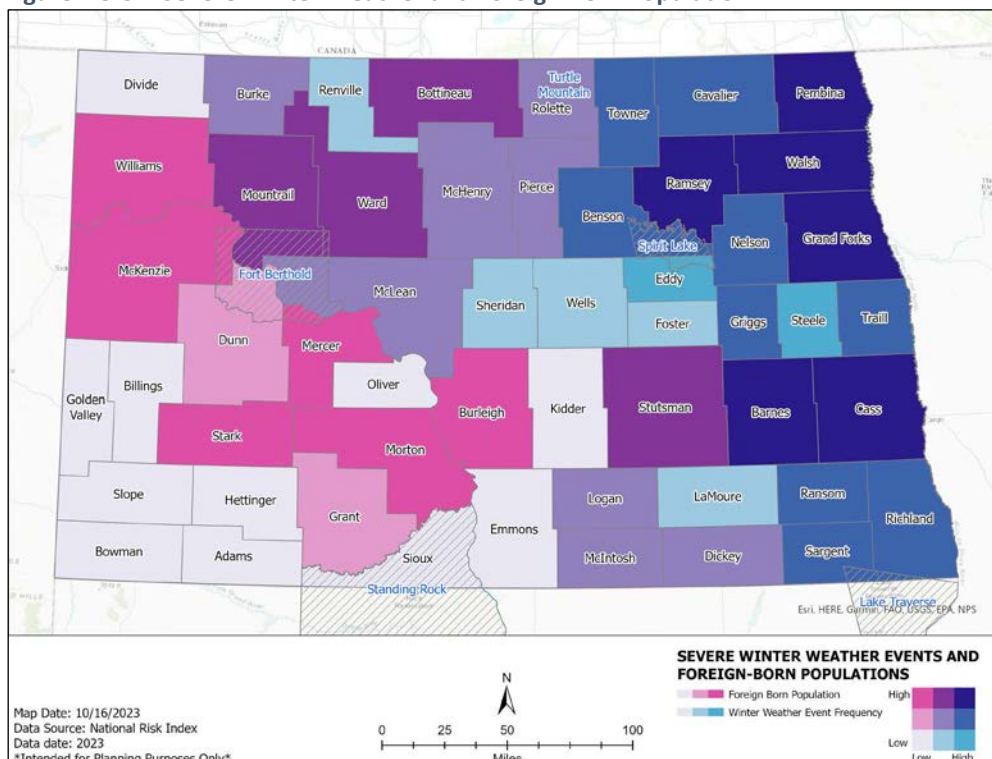 CANADA
Divide
Burke
Renville
Bottineau
Turtle
Mountain
Rolette
Towner
Cavalier
Pembina
Williams
Mountrail
Ward
McHenry
Pierce
Benson
Ramsey
Walsh
Spirit Lake
Nelson
Grand Forks
McKenzie
Fort Berthold
McLean
Sheridan
Wells
Eddy
Foster
Griggs
Steele
Traill
Dunn
Mercer
Oliver
Golden
Valley
Billings
Burleigh
Kidder
Stutsman
Barnes
Cass
Stark
Morton
Slope
Hettinger
Grant
Emmons
Logan
LaMoure
Ransom
Richland
Bowman
Adams
Sioux
McIntosh
Dickey
Sargent
Standing Rock
Lake Traverse
Esri, HERE, Garmin, FAO, USGS, EPA, NPS
SEVERE WINTER WEATHER EVENTS AND
FOREIGN-BORN POPULATIONS
Foreign Born Population
Winter Weather Event Frequency
High
Low
Low High
N
0 25 50 100
Miles
Map Date: 10/16/2023
Data Source: National Risk Index
Data date: 2023
*Intended for Planning Purposes Only*